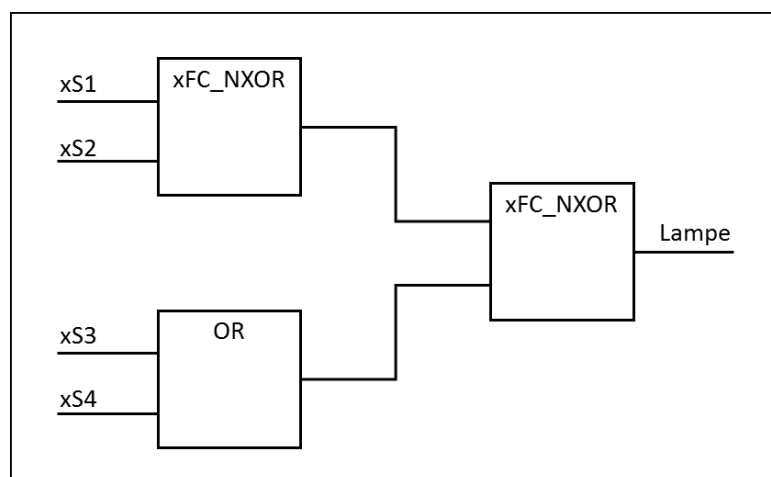 xS1
xFC_NXOR
xS2
xFC_NXOR
Lampe
xS3
OR
xS4